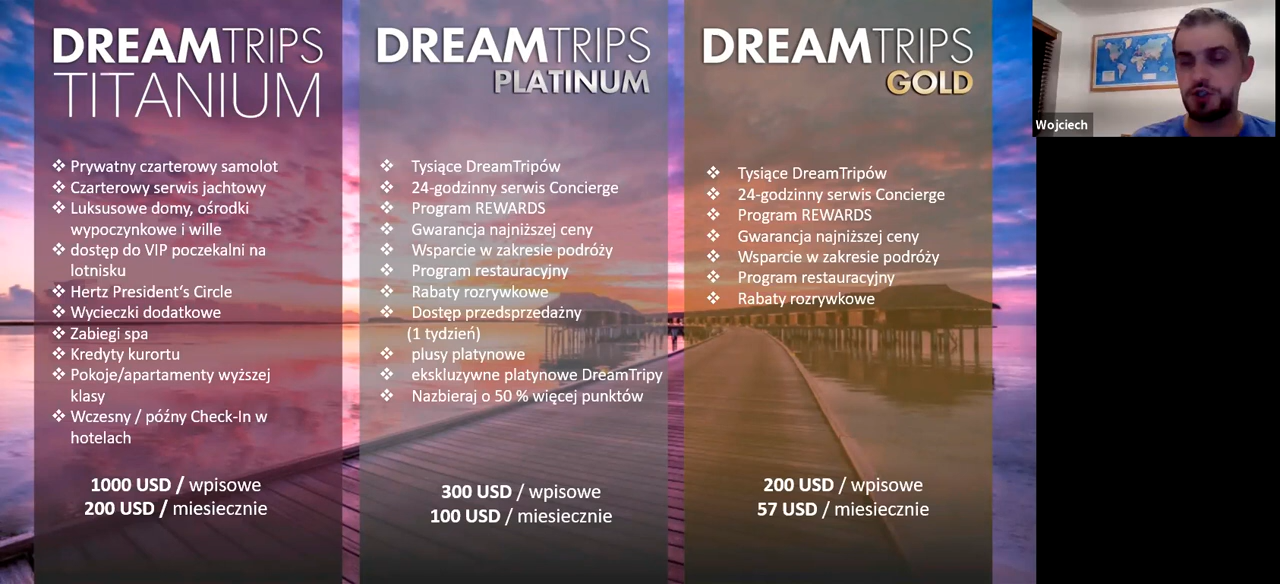 DREAMTRIPS
TITANIUM
❖ Prywatny czarterowy samolot
❖ Czarterowy serwis jachtowy
❖ Luksusowe domy, ośrodki
wypoczynkowe i wille
❖ dostęp do VIP poczekalni na
lotnisku
❖ Hertz President's Circle
❖ Wycieczki dodatkowe
❖ Zabiegi spa
❖ Kredyty kurortu
❖ Pokoje/apartamenty wyższej
klasy
❖ Wczesny / późny Check-In w
hotelach
1000 USD / wpisowe
200 USD / miesiecznie
DREAMTRIPS
PLATINUM
❖ Tysiące DreamTripów
❖ 24-godzinny serwis Concierge
❖ Program REWARDS
❖ Gwarancja najniższej ceny
❖ Wsparcie w zakresie podróży
❖ Program restauracyjny
❖ Rabaty rozrywkowe
❖ Dostęp przedsprzedażny
(1 tydzień)
❖ plusy platynowe
❖ ekskluzywne platynowe DreamTripy
❖ Nazbieraj o 50 % więcej punktów
300 USD / wpisowe
100 USD / miesiecznie
DREAMTRIPS
GOLD
❖ Tysiące DreamTripów
❖ 24-godzinny serwis Concierge
❖ Program REWARDS
❖ Gwarancja najniższej ceny
❖ Wsparcie w zakresie podróży
❖ Program restauracyjny
❖ Rabaty rozrywkowe
200 USD / wpisowe
57 USD / miesiecznie
Wojciech